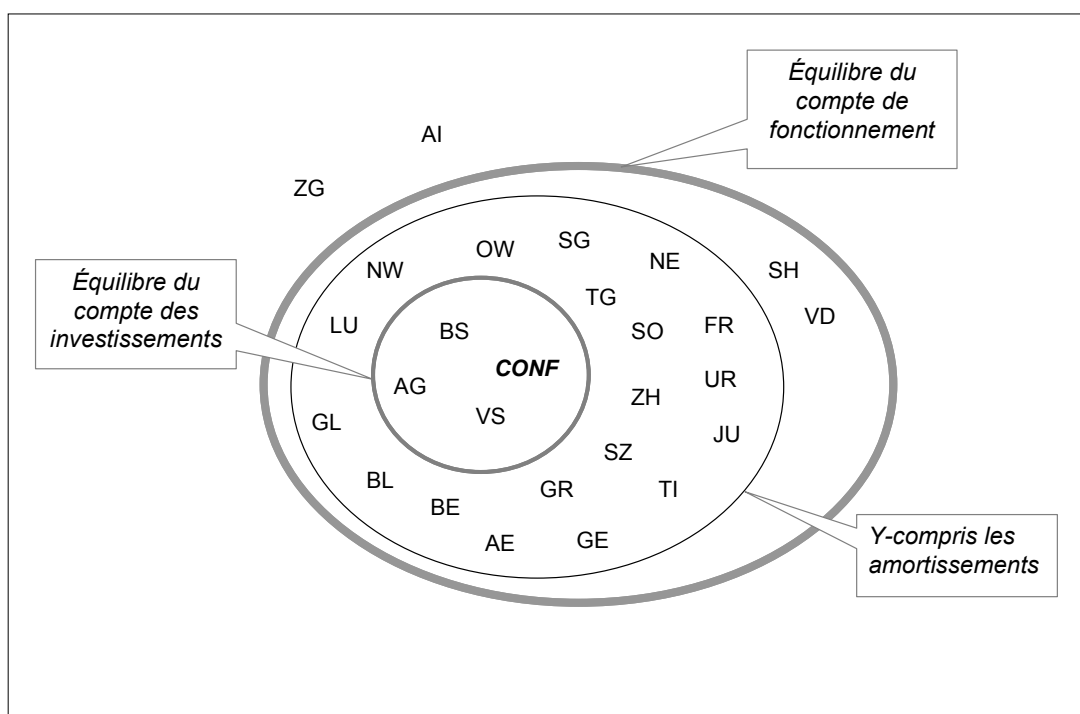 Équilibre du
compte de
fonctionnement
AI
ZG
SG
OW
NE
NW
SH
Équilibre du
compte des
investissements
TG
VD
LU
BS
SO
FR
CONF
AG
UR
ZH
VS
GL
JU
SZ
BL
GR
TI
BE
AE
GE
Y-compris les
amortissements